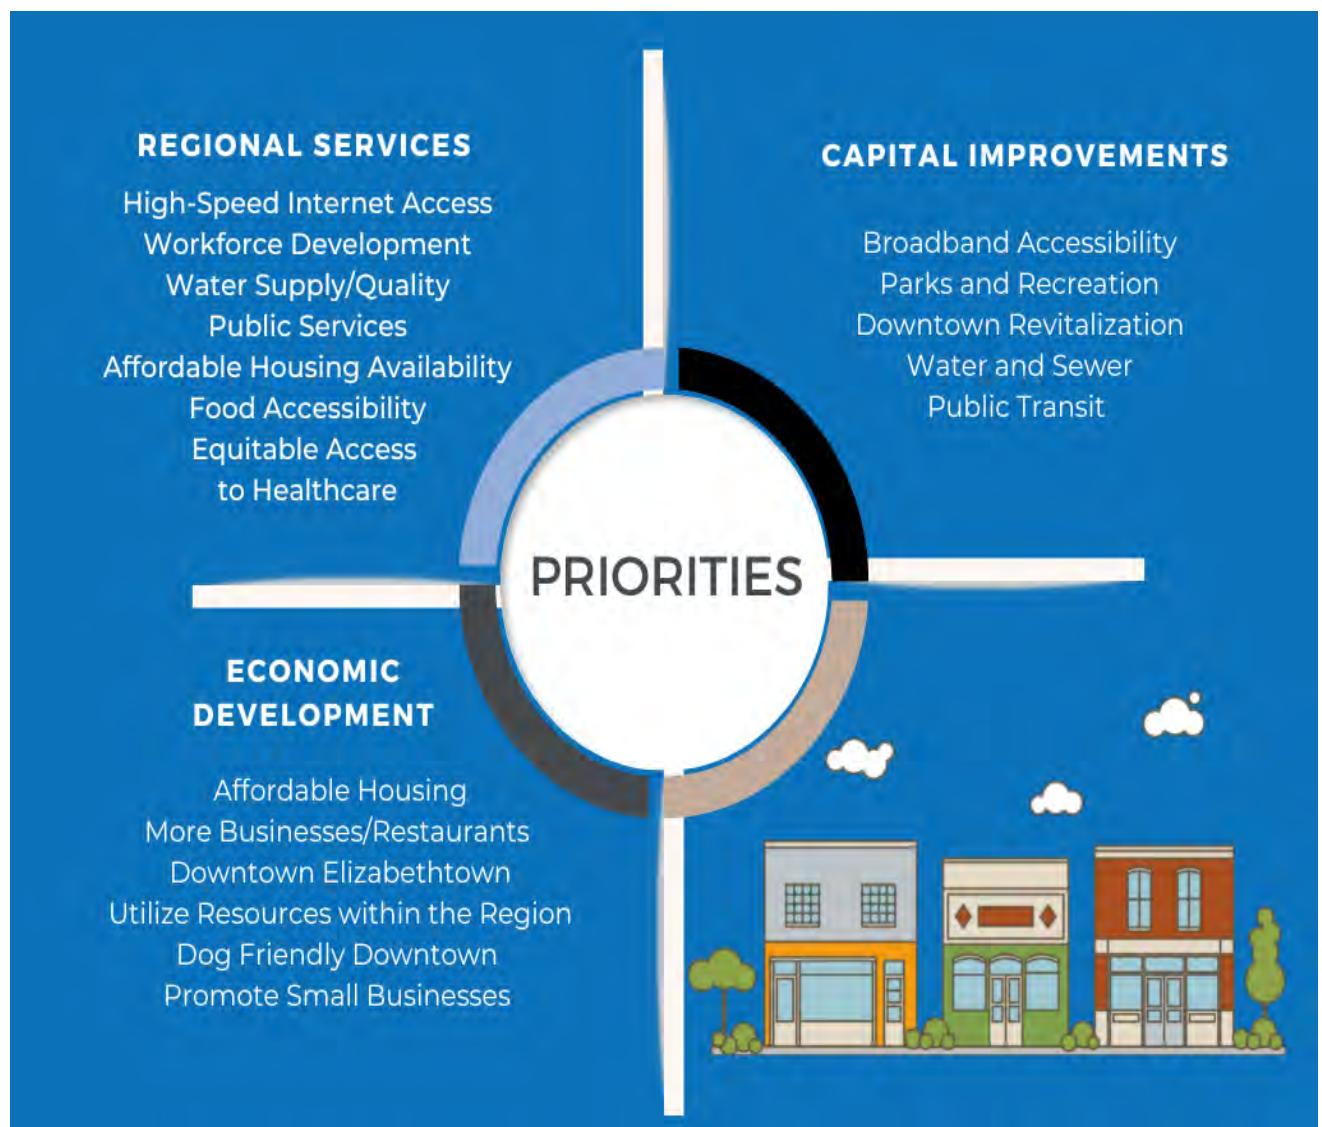 REGIONAL SERVICES
High-Speed Internet Access
Workforce Development
Water Supply/Quality
Public Services
Affordable Housing Availability
Food Accessibility
Equitable Access
to Healthcare
CAPITAL IMPROVEMENTS
Broadband Accessibility
Parks and Recreation
Downtown Revitalization
Water and Sewer
Public Transit
PRIORITIES
ECONOMIC
DEVELOPMENT
Affordable Housing
More Businesses/Restaurants
Downtown Elizabethtown
Utilize Resources within the Region
Dog Friendly Downtown
Promote Small Businesses